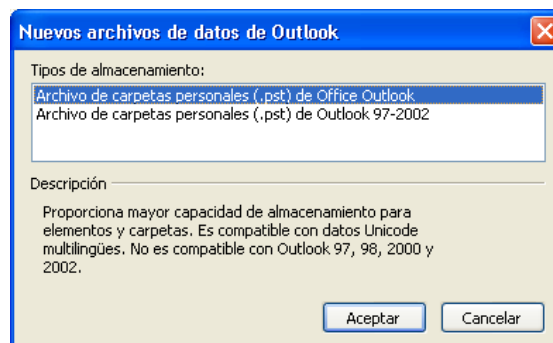 Nuevos archivos de datos de Outlook
Tipos de almacenamiento:
Archivo de carpetas personales (.pst) de Office Outlook
Archivo de carpetas personales (.pst) de Outlook 97-2002
Descripción
Proporciona mayor capacidad de almacenamiento para
elementos y carpetas. Es compatible con datos Unicode
multilingües. No es compatible con Outlook 97, 98, 2000 y
2002.
Aceptar Cancelar